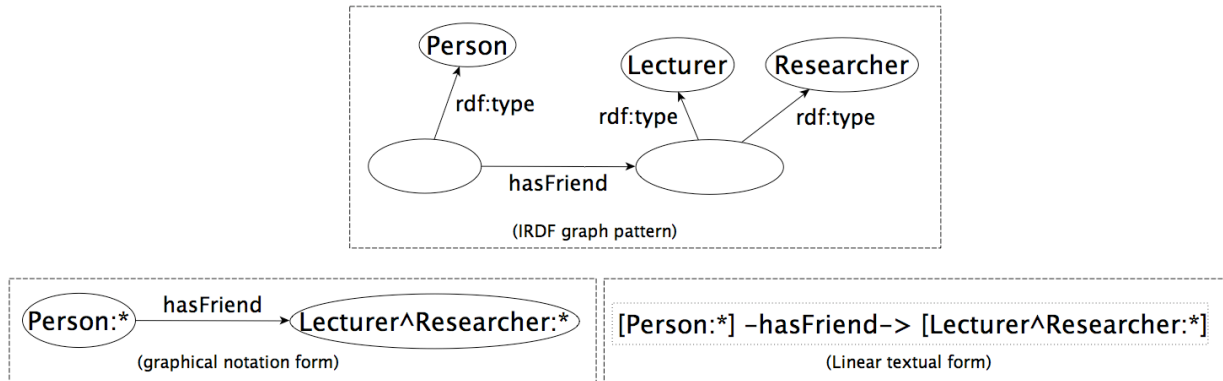 Person
Lecturer
Researcher
rdf:type
rdf:type
rdf:type
hasFriend
(IRDF graph pattern)
Person:*
hasFriend
Lecturer^Researcher:*
(graphical notation form)
[Person:*] -hasFriend-> [Lecturer^Researcher:*]
(Linear textual form)